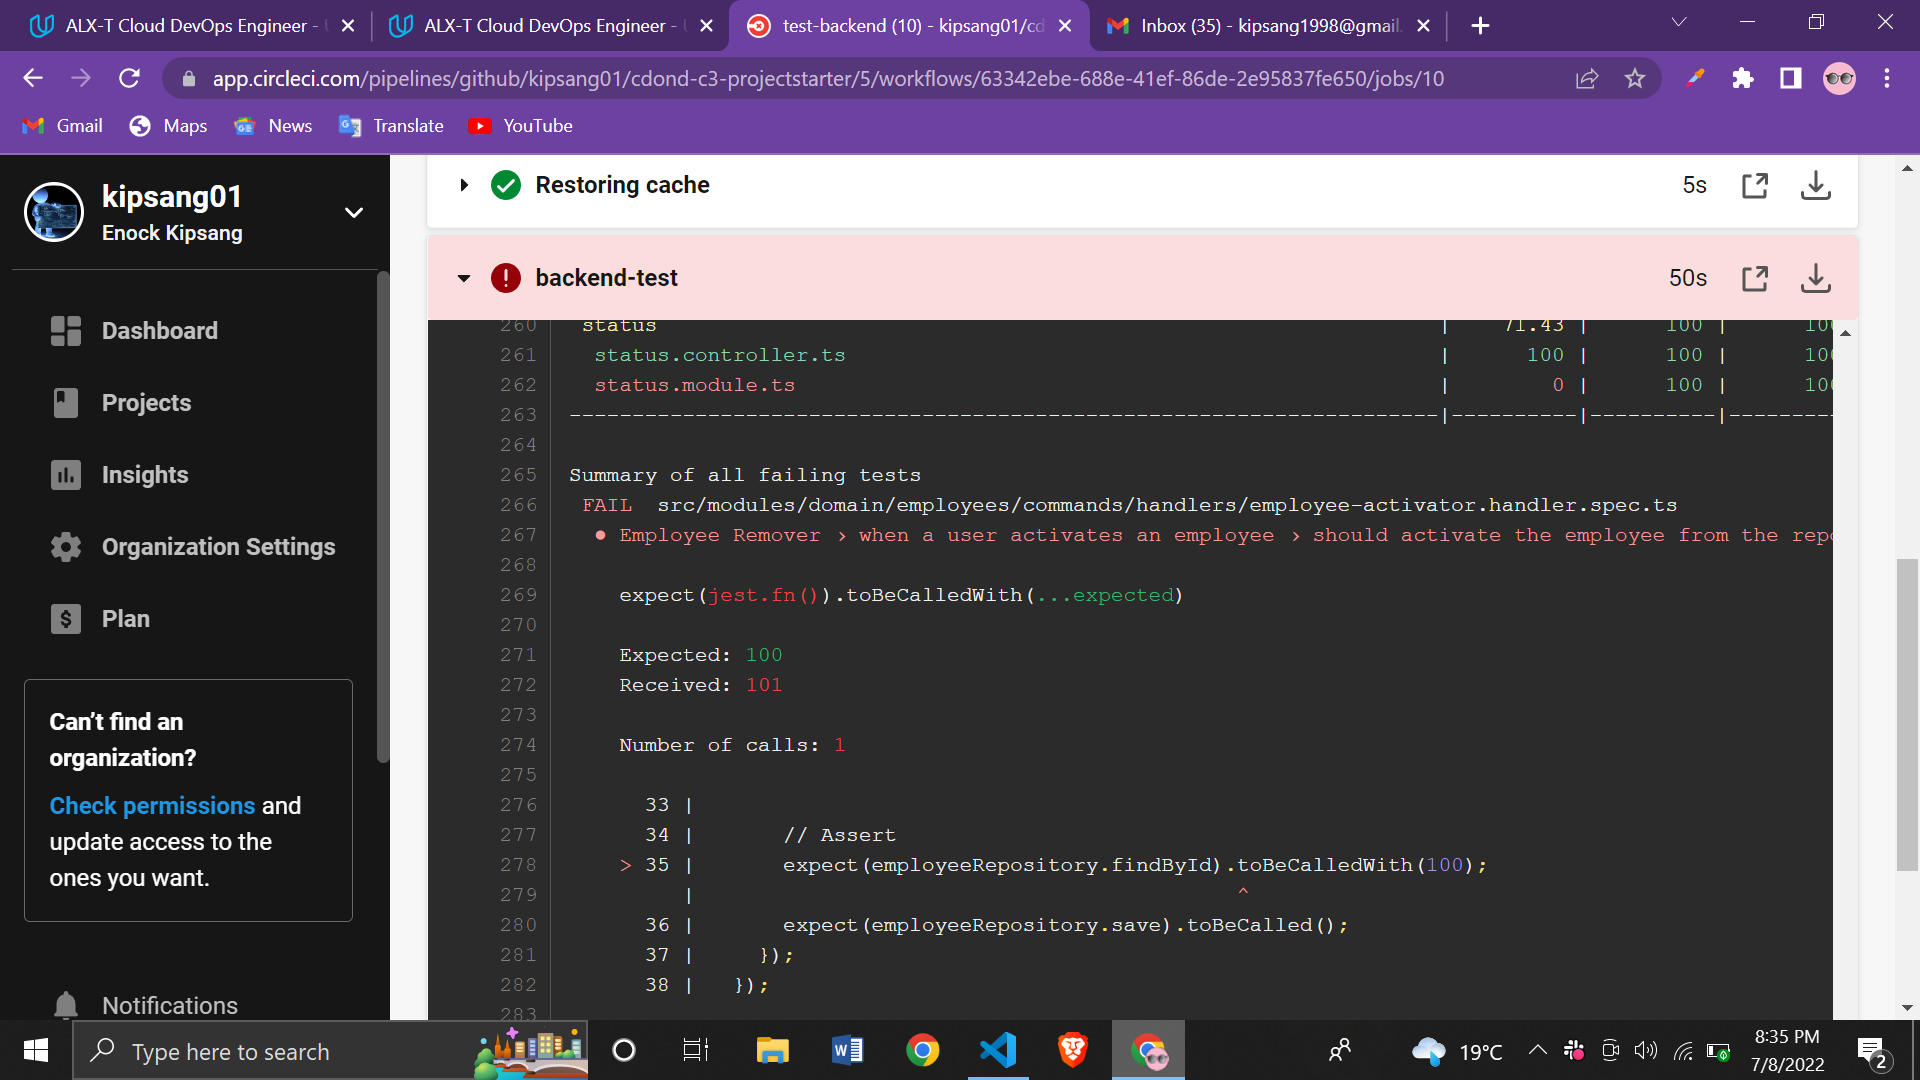 ALX-T Cloud DevOps Engineer -
ALX-T Cloud DevOps Engineer -
test-backend (10) - kipsang01/cd
Inbox (35) - kipsang1998@gmail.
app.circleci.com/pipelines/github/kipsang01/cdond-c3-projectstarter/5/workflows/63342ebe-688e-41ef-86de-2e95837fe650/jobs/10
Gmail
Maps
News
Translate
YouTube
kipsang01
Enock Kipsang
Dashboard
Projects
Insights
Organization Settings
Plan
Can't find an
organization?
Check permissions and
update access to the
ones you want.
Notifications
Restoring cache
5s
backend-test
50s
260 status | 71.43 | 100 | 100
261 status.controller.ts | 100 | 100 | 100
262 status.module.ts | 0 | 100 | 100
263 ---------------------------------------------------------------------|----------|----------|---------
264
265 Summary of all failing tests
266 FAIL src/modules/domain/employees/commands/handlers/employee-activator.handler.spec.ts
267 ● Employee Remover › when a user activates an employee › should activate the employee from the repo
268
269 expect(jest.fn()).toBeCalledWith(...expected)
270
271 Expected: 100
272 Received: 101
273
274 Number of calls: 1
275
276 33 |
277 34 | // Assert
278 > 35 | expect(employeeRepository.findById).toBeCalledWith(100);
279 | ^
280 36 | expect(employeeRepository.save).toBeCalled();
281 37 | });
282 38 | });
283
Type here to search
19°C
8:35 PM
7/8/2022
2